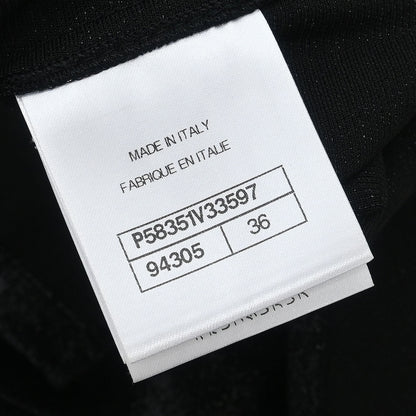 MADE IN ITALY
FABRIQUE EN ITALIE
P58351V33597
94305 36